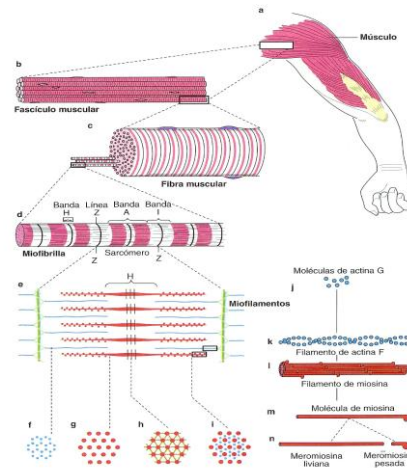 a
Músculo
b
Fascículo muscular
c
Fibra muscular
d
Banda H
Línea Z
Banda A
Banda I
Miofibrilla
Z
Sarcómero
Z
e
H
Miofilamentos
Moléculas de actina G
j
k
Filamento de actina F
l
Filamento de miosina
m
Molécula de miosina
n
Meromiosina liviana
Meromiosina pesada
f
g
h
i